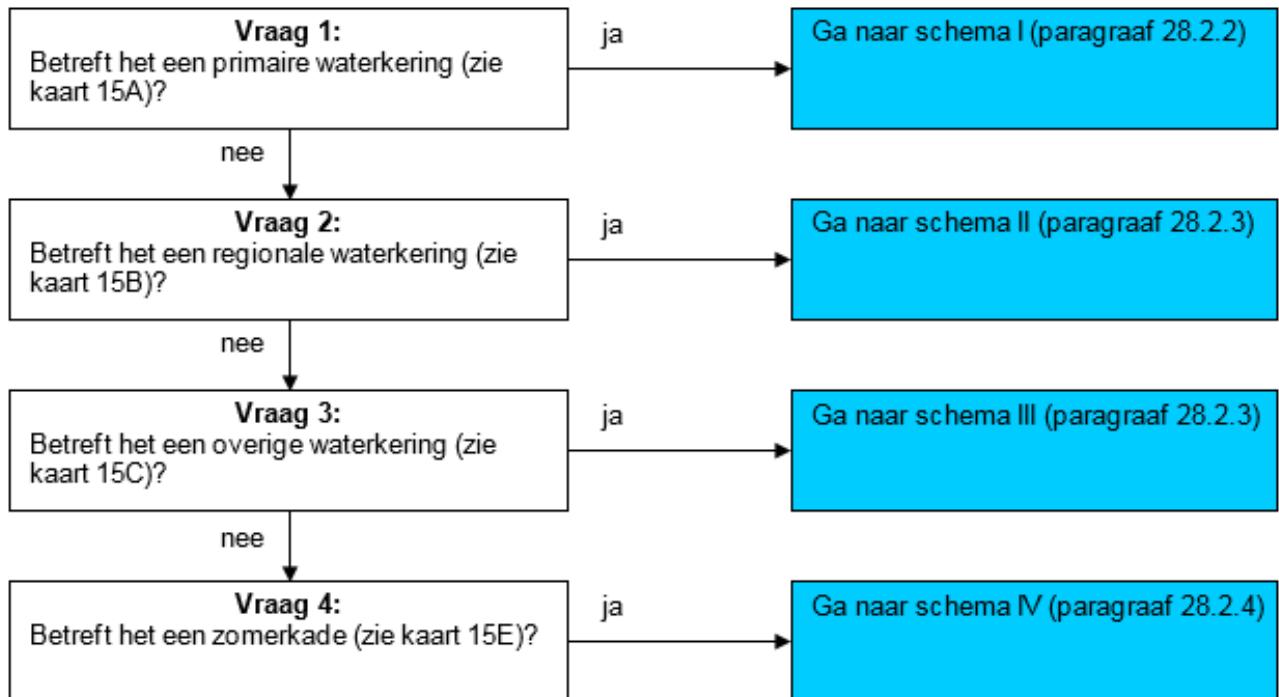 Vraag 1:
Betreft het een primaire waterkering (zie
kaart 15A)?
ja
Ga naar schema I (paragraaf 28.2.2)
nee
Vraag 2:
Betreft het een regionale waterkering (zie
kaart 15B)?
ja
Ga naar schema II (paragraaf 28.2.3)
nee
Vraag 3:
Betreft het een overige waterkering (zie
kaart 15C)?
ja
Ga naar schema III (paragraaf 28.2.3)
nee
Vraag 4:
Betreft het een zomerkade (zie kaart 15E)?
ja
Ga naar schema IV (paragraaf 28.2.4)